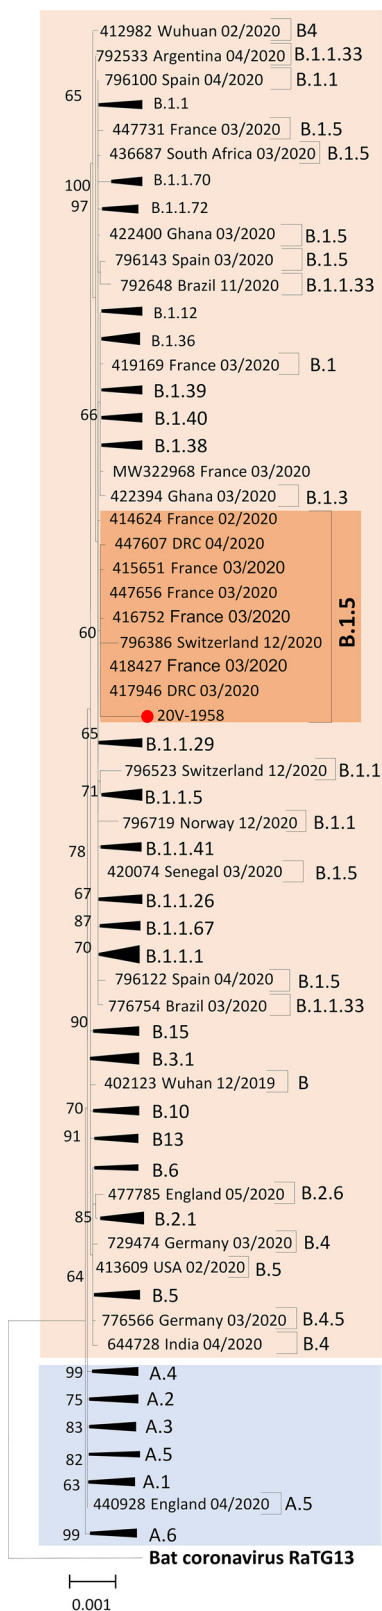 412982 Wuhuan 02/2020 B4
792533 Argentina 04/2020 B.1.1.33
796100 Spain 04/2020 B.1.1
65
B.1.1
447731 France 03/2020 B.1.5
436687 South Africa 03/2020 B.1.5
100
B.1.1.70
97
B.1.1.72
422400 Ghana 03/2020 B.1.5
796143 Spain 03/2020 B.1.5
792648 Brazil 11/2020 B.1.1.33
B.1.12
B.1.36
419169 France 03/2020 B.1
B.1.39
66
B.1.40
B.1.38
MW322968 France 03/2020
422394 Ghana 03/2020 B.1.3
414624 France 02/2020
447607 DRC 04/2020
415651 France 03/2020
447656 France 03/2020
416752 France 03/2020
B.1.5
60
796386 Switzerland 12/2020
418427 France 03/2020
417946 DRC 03/2020
20V-1958
65
B.1.1.29
796523 Switzerland 12/2020 B.1.1
71
B.1.1.5
796719 Norway 12/2020 B.1.1
78
B.1.1.41
420074 Senegal 03/2020 B.1.5
67
B.1.1.26
87
B.1.1.67
70
B.1.1.1
796122 Spain 04/2020 B.1.5
776754 Brazil 03/2020 B.1.1.33
90
B.15
B.3.1
402123 Wuhan 12/2019 B
70
B.10
91
B13
B.6
477785 England 05/2020 B.2.6
85
B.2.1
729474 Germany 03/2020 B.4
413609 USA 02/2020 B.5
64
B.5
776566 Germany 03/2020 B.4.5
644728 India 04/2020 B.4
99
A.4
75
A.2
83
A.3
82
A.5
63
A.1
440928 England 04/2020 A.5
99
A.6
Bat coronavirus RaTG13
0.001